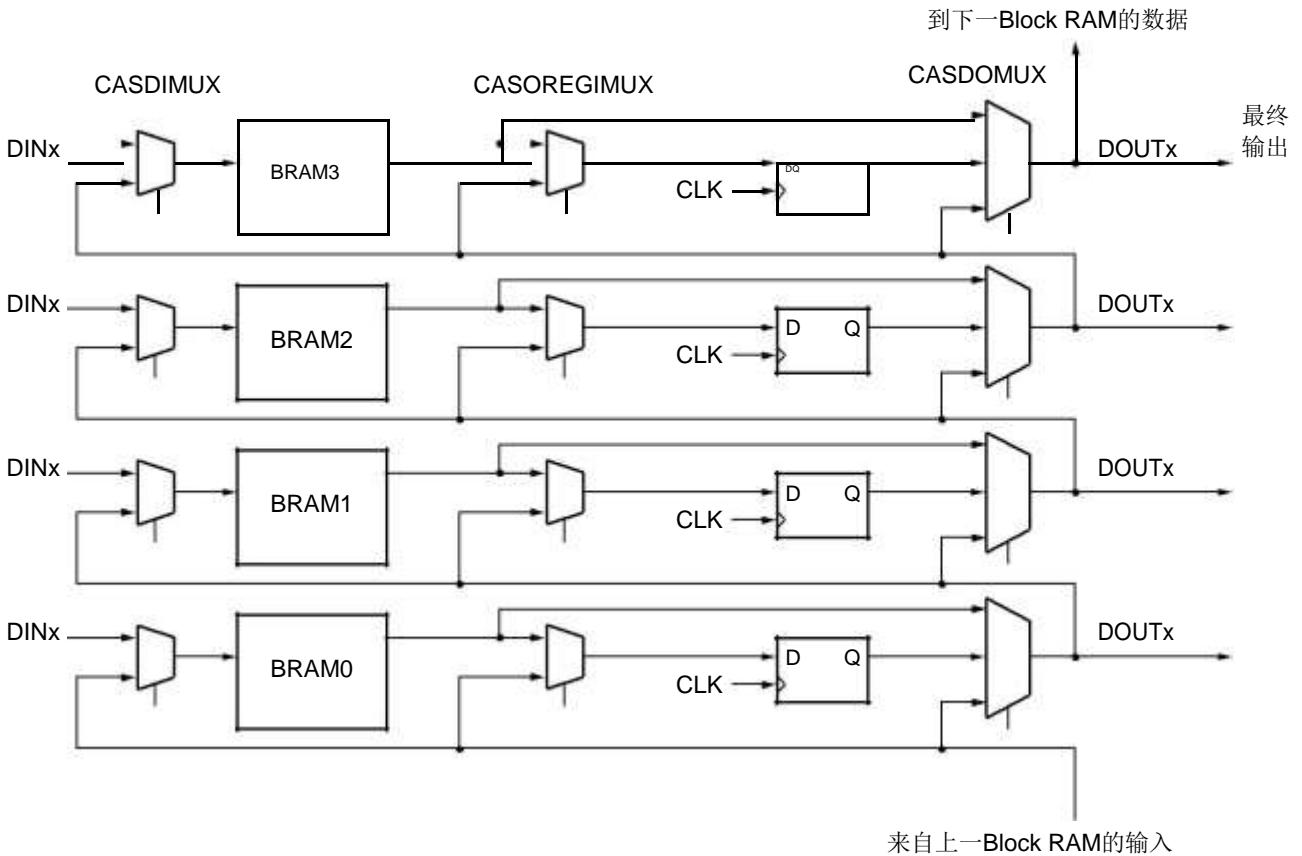 到下一Block RAM的数据
CASDIMUX
CASOREGIMUX
CASDOMUX
最终
输出
DINx
BRAM3
DQ
CLK
DOUTx
DINx
BRAM2
D Q
CLK
DOUTx
DINx
BRAM1
D Q
CLK
DOUTx
DINx
BRAM0
D Q
CLK
DOUTx
来自上一Block RAM的输入